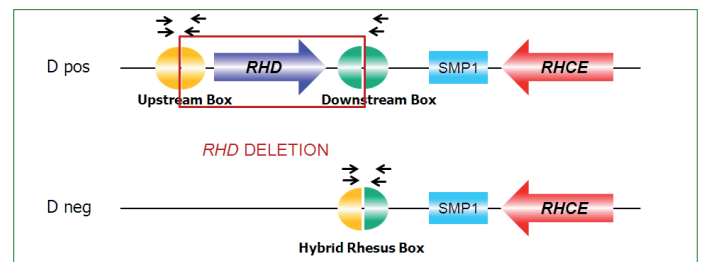 D pos
RHD
SMP1
RHCE
Upstream Box
Downstream Box
RHD DELETION
D neg
SMP1
RHCE
Hybrid Rhesus Box